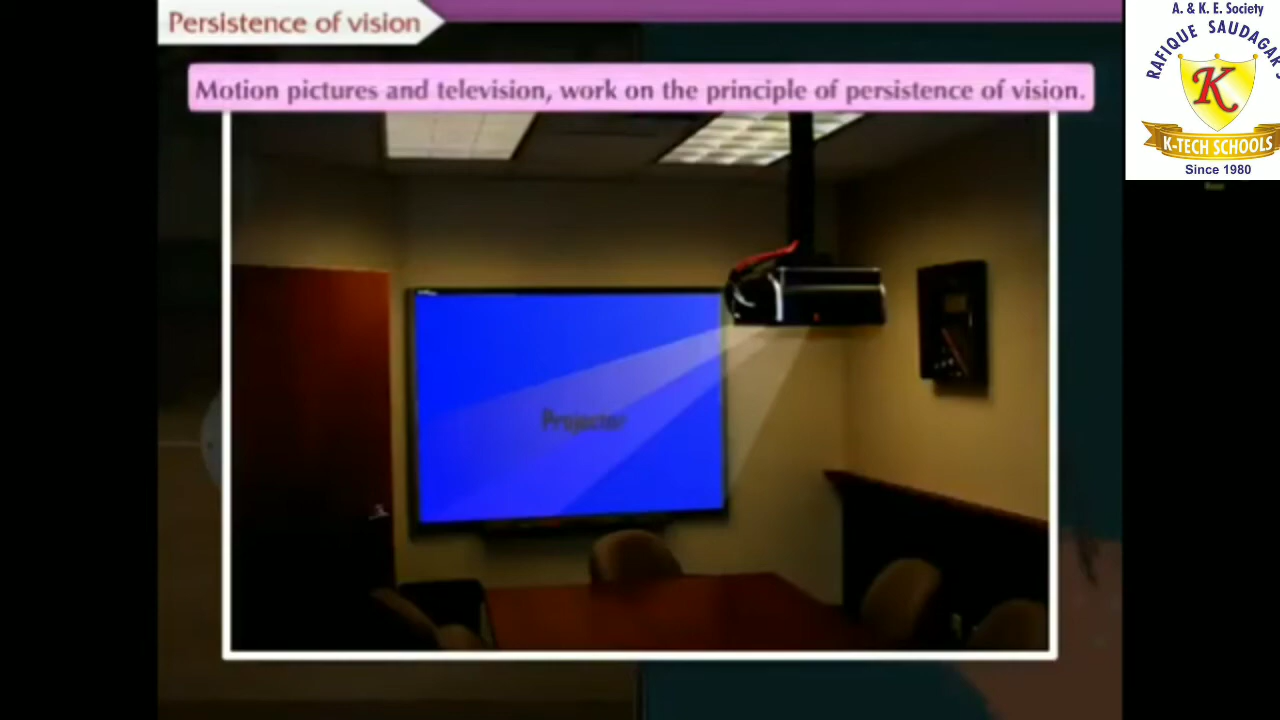 Persistence of vision
Motion pictures and television, work on the principle of persistence of vision.
Projector
A. & K. E. Society
RAFIQUE SAUDAGAR'S
K
K-TECH SCHOOLS
Since 1980